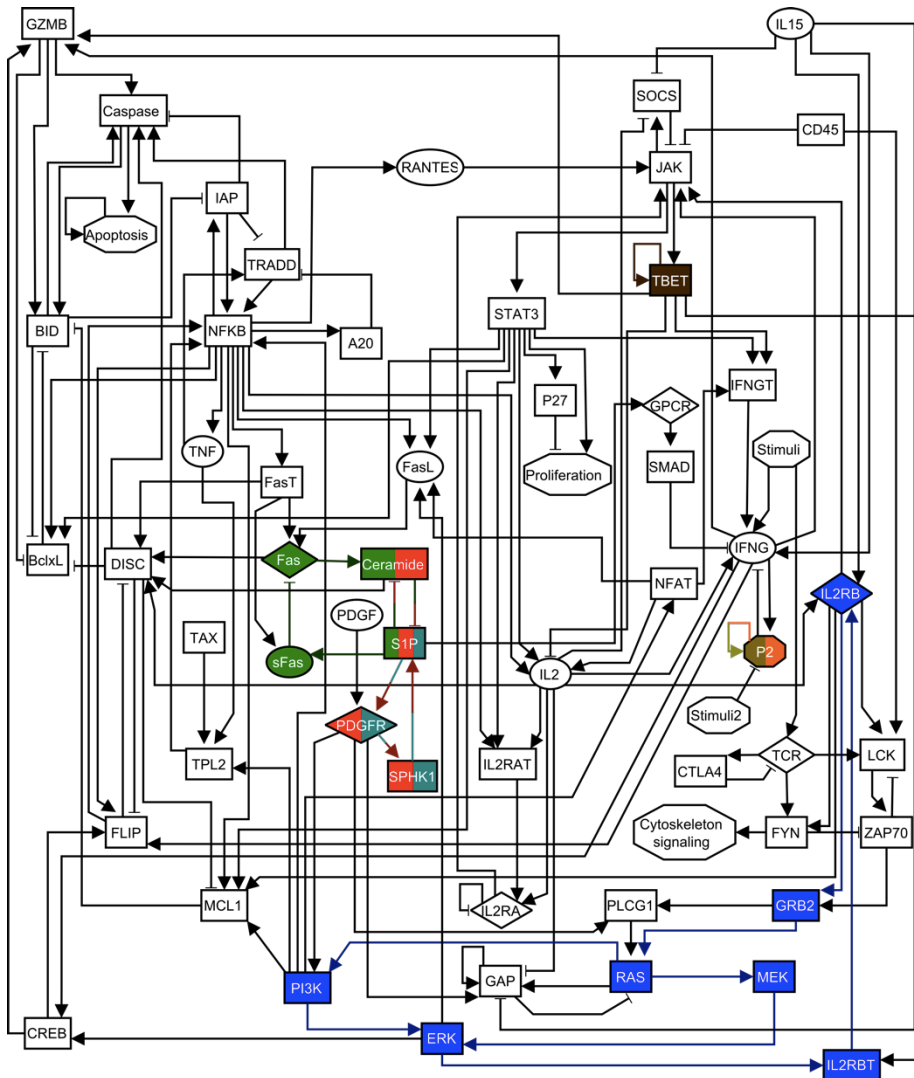 GZMB
IL15
SOCS
Caspase
CD45
RANTES
JAK
IAP
Apoptosis
TRADD
TBET
STAT3
BID
NFKB
A20
IFNGT
P27
GPCR
TNF
Stimuli
FasL
Proliferation
SMAD
FasT
IFNG
BclxL
DISC
Fas
Ceramide
NFAT
IL2RB
PDGF
TAX
S1P
P2
sFas
IL2
Stimuli2
PDGFR
TCR
TPL2
SPHK1
IL2RAT
CTLA4
LCK
FLIP
Cytoskeleton
signaling
FYN
ZAP70
MCL1
IL2RA
PLCG1
GRB2
PI3K
GAP
RAS
MEK
CREB
ERK
IL2RBT